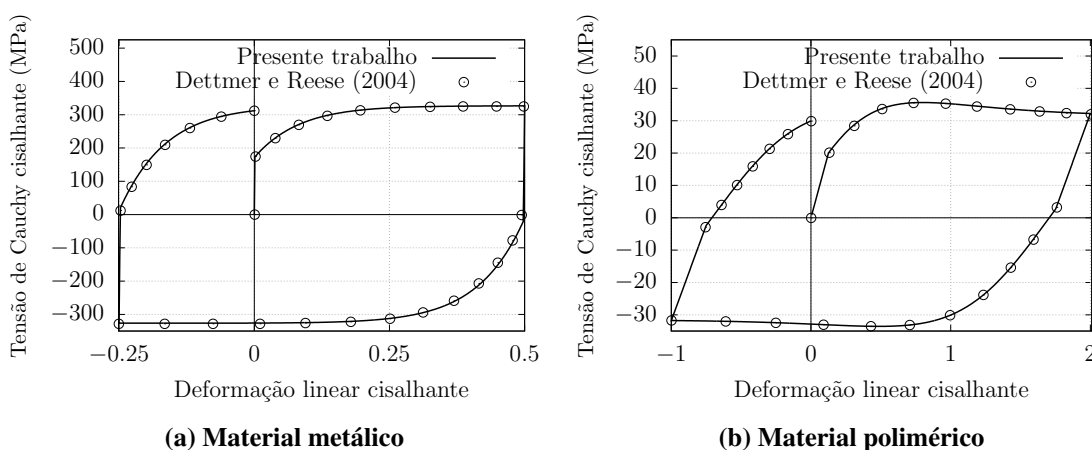 Tensão de Cauchy cisalhante (MPa)
500
400
300
200
100
0
−100
−200
−300
Presente trabalho
Dettmer e Reese (2004)
−0.25
0
0.25
0.5
Deformação linear cisalhante
(a) Material metálico
Tensão de Cauchy cisalhante (MPa)
50
40
30
20
10
0
−10
−20
−30
Presente trabalho
Dettmer e Reese (2004)
−1
0
1
2
Deformação linear cisalhante
(b) Material polimérico